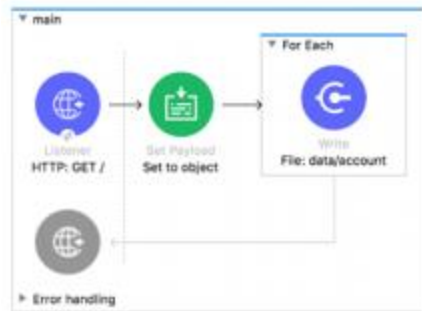 main
For Each
Listener
HTTP: GET /
Set Payload
Set to object
Write
File: data/account
Error handling